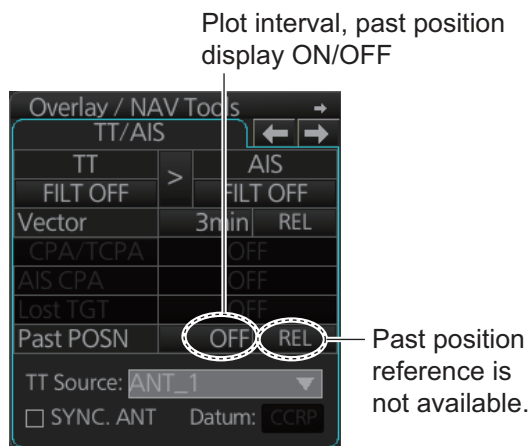 Plot interval, past position
display ON/OFF
Overlay / NAV Tools
TT/AIS
TT > AIS
FILT OFF FILT OFF
Vector 3min REL
CPA/TCPA OFF
AIS CPA OFF
Lost TGT OFF
Past POSN OFF REL
Past position
reference is
not available.
TT Source: ANT_1
SYNC. ANT Datum: CCRP